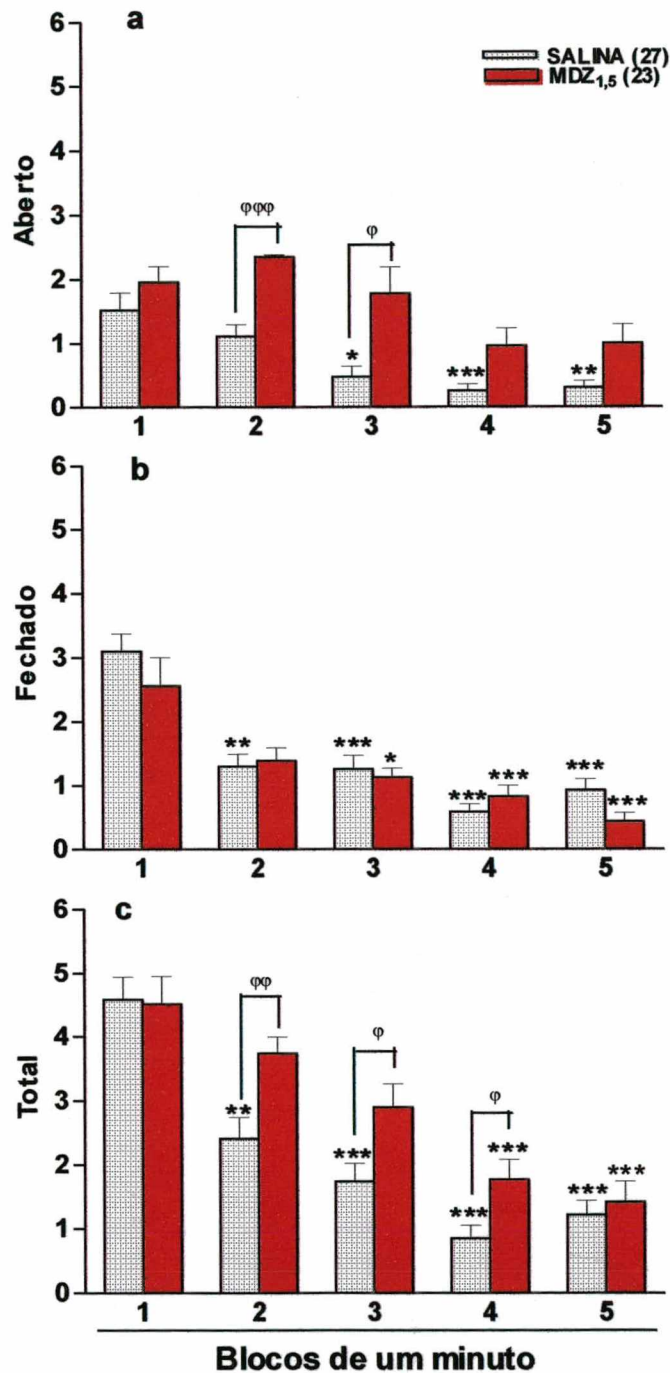 a
SALINA (27)
MDZ1,5 (23)
Aberto
6
5
4
3
2
1
0
φφφ
φ
* *** **
1 2 3 4 5
b
Fechado
6
5
4
3
2
1
0
** *** * *** *** *** ***
1 2 3 4 5
c
Total
6
5
4
3
2
1
0
φφ
φ
φ
** *** *** *** *** ***
1 2 3 4 5
Blocos de um minuto